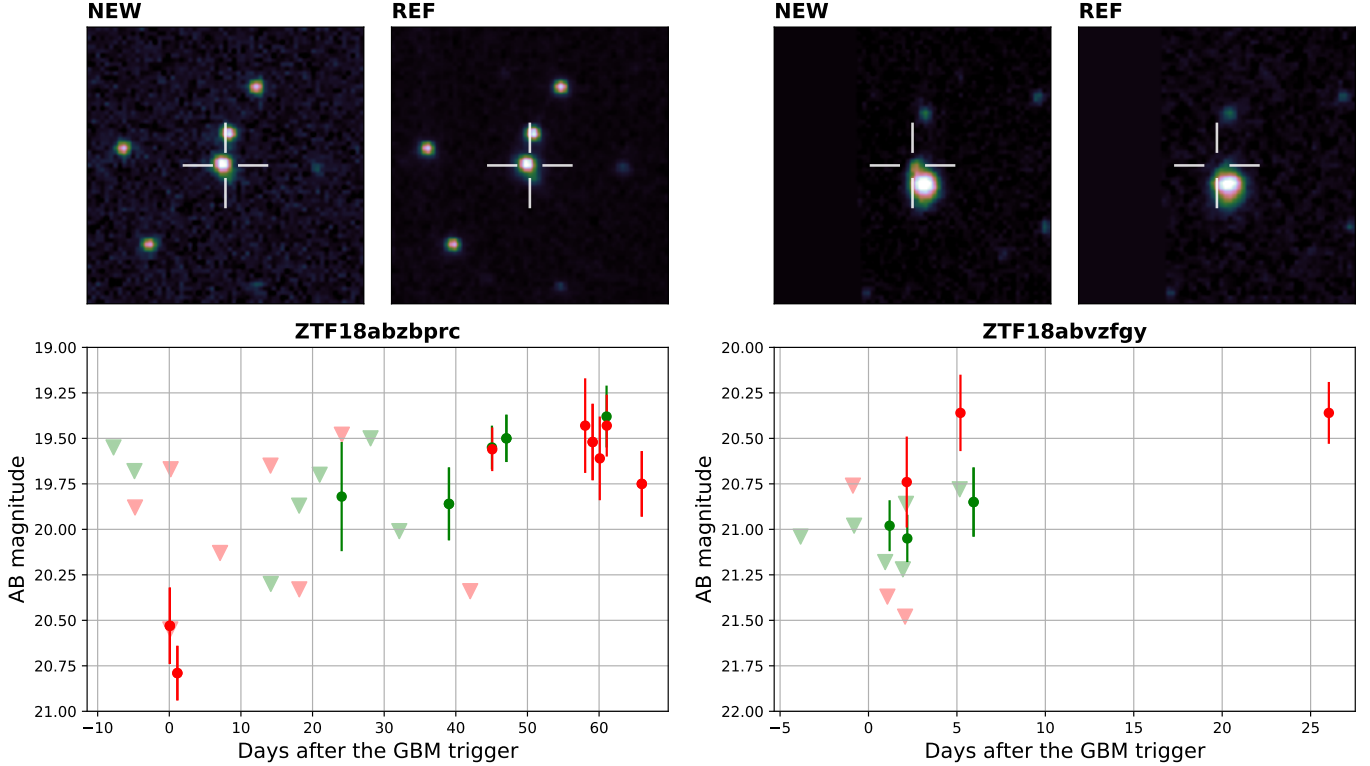 NEW REF NEW REF
ZTF18abzbprc ZTF18abvzfgy
19.00
19.25
19.50
19.75
20.00
20.25
20.50
20.75
21.00
AB magnitude
−10 0 10 20 30 40 50 60
Days after the GBM trigger
20.00
20.25
20.50
20.75
21.00
21.25
21.50
21.75
22.00
AB magnitude
−5 0 5 10 15 20 25
Days after the GBM trigger